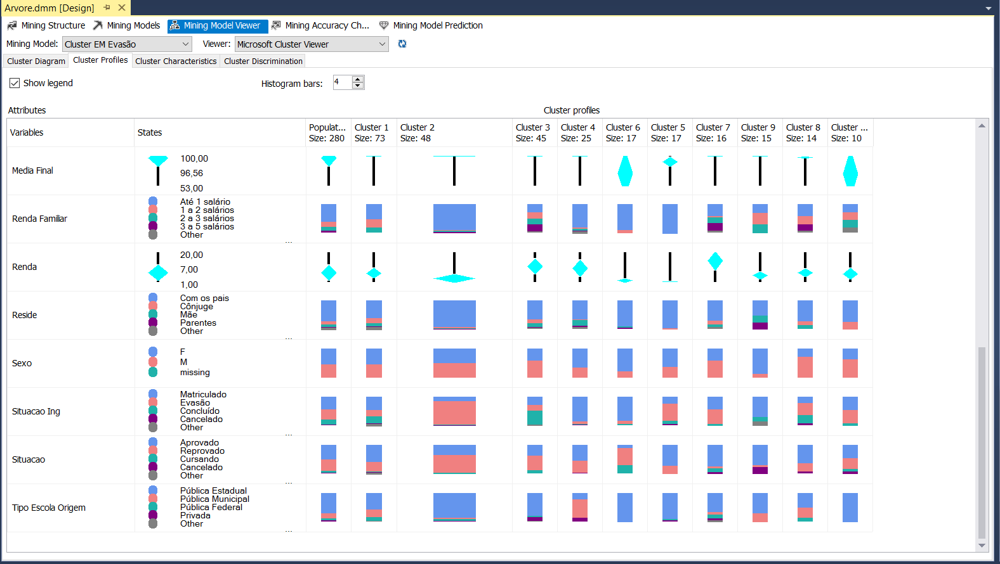 Arvore.dmm [Design]
Mining Structure Mining Models Mining Model Viewer Mining Accuracy Ch... Mining Model Prediction
Mining Model: Cluster EM Evasão Viewer: Microsoft Cluster Viewer
Cluster Diagram Cluster Profiles Cluster Characteristics Cluster Discrimination
Show legend Histogram bars: 4
Attributes Cluster profiles
Variables States Populat... Cluster 1 Cluster 2 Cluster 3 Cluster 4 Cluster 6 Cluster 5 Cluster 7 Cluster 9 Cluster 8 Cluster ...
Size: 280 Size: 73 Size: 48 Size: 45 Size: 25 Size: 17 Size: 17 Size: 16 Size: 15 Size: 14 Size: 10
Media Final
100,00
96,56
53,00
Renda Familiar
Até 1 salário
1 a 2 salários
2 a 3 salários
3 a 5 salários
Other
...
Renda
20,00
7,00
1,00
Reside
Com os pais
Cônjuge
Mãe
Parentes
Other
...
Sexo
F
M
missing
Situacao Ing
Matriculado
Evasão
Concluído
Cancelado
Other
...
Situacao
Aprovado
Reprovado
Cursando
Cancelado
Other
...
Tipo Escola Origem
Pública Estadual
Pública Municipal
Pública Federal
Privada
Other
...